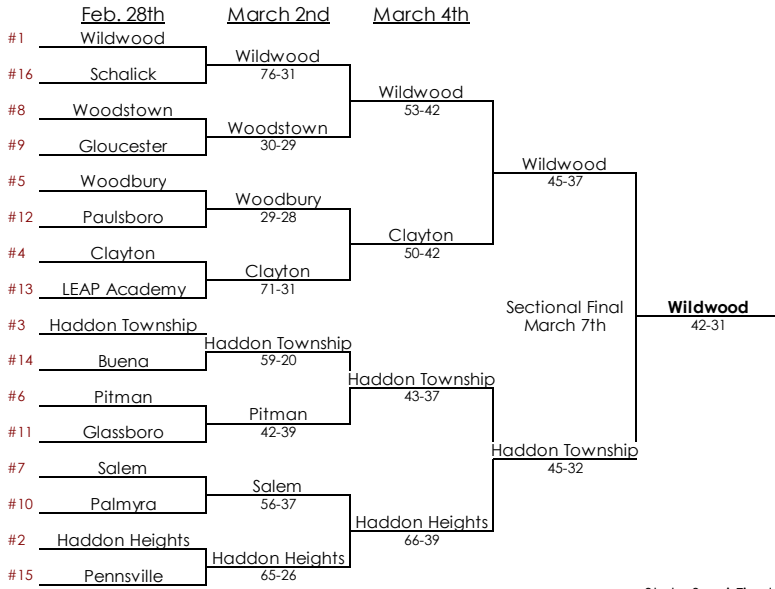 Feb. 28th March 2nd March 4th
#1 Wildwood
Wildwood
76-31
#16 Schalick
Wildwood
53-42
#8 Woodstown
Woodstown
30-29
#9 Gloucester
Wildwood
45-37
#5 Woodbury
Woodbury
29-28
#12 Paulsboro
Clayton
50-42
#4 Clayton
Clayton
71-31
#13 LEAP Academy
Sectional Final
March 7th
Wildwood
42-31
#3 Haddon Township
Haddon Township
59-20
#14 Buena
Haddon Township
43-37
#6 Pitman
Pitman
42-39
#11 Glassboro
Haddon Township
45-32
#7 Salem
Salem
56-37
#10 Palmyra
Haddon Heights
66-39
#2 Haddon Heights
Haddon Heights
65-26
#15 Pennsville